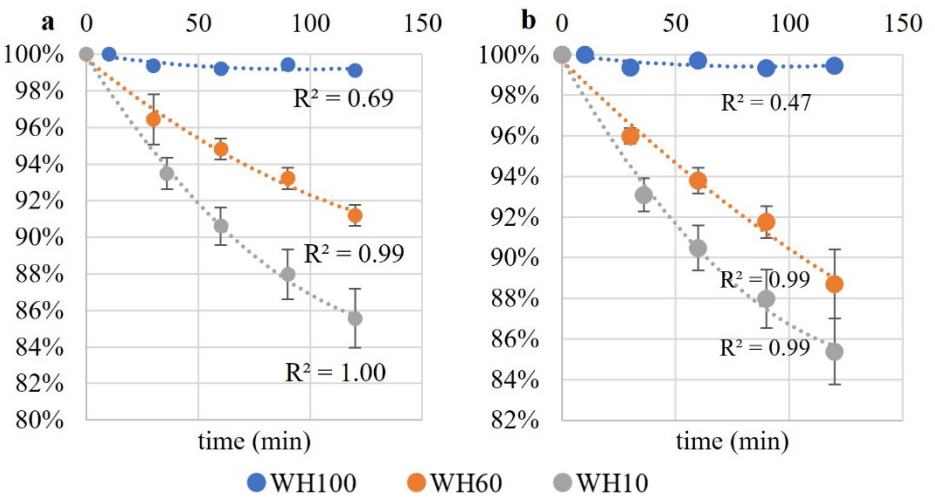 a 0 50 100 150
100%
98%
96%
94%
92%
90%
88%
86%
84%
82%
80%
R² = 0.69
R² = 0.99
R² = 1.00
time (min)
b 0 50 100 150
100%
98%
96%
94%
92%
90%
88%
86%
84%
82%
R² = 0.47
R² = 0.99
R² = 0.99
time (min)
WH100 WH60 WH10